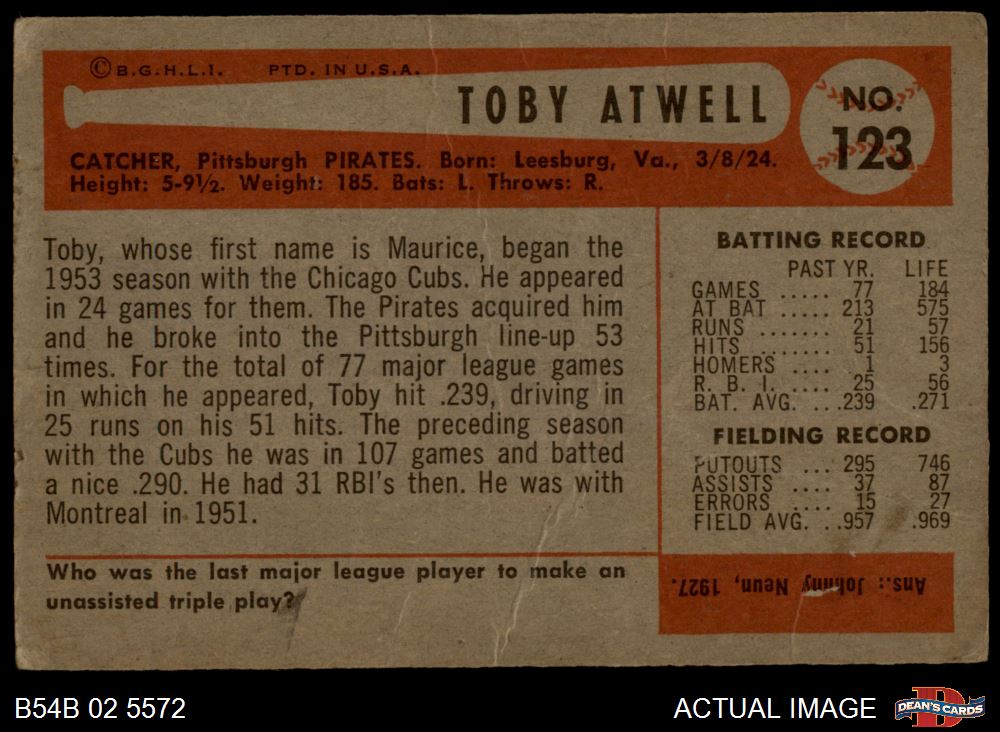 ©B.G.H.L.I. PTD. IN U.S.A.
TOBY ATWELL
NO.
123
CATCHER, Pittsburgh PIRATES. Born: Leesburg, Va., 3/8/24.
Height: 5-9½. Weight: 185. Bats: L. Throws: R.
Toby, whose first name is Maurice, began the
1953 season with the Chicago Cubs. He appeared
in 24 games for them. The Pirates acquired him
and he broke into the Pittsburgh line-up 53
times. For the total of 77 major league games
in which he appeared, Toby hit .239, driving in
25 runs on his 51 hits. The preceding season
with the Cubs he was in 107 games and batted
a nice .290. He had 31 RBI's then. He was with
Montreal in 1951.
BATTING RECORD
PAST YR. LIFE
GAMES ..... 77 184
AT BAT ..... 213 575
RUNS ....... 21 57
HITS ........ 51 156
HOMERS .... 1 3
R. B. I. .... 25 56
BAT. AVG. ...239 .271
FIELDING RECORD
PUTOUTS ... 295 746
ASSISTS .... 37 87
ERRORS .... 15 27
FIELD AVG. ..957 .969
Who was the last major league player to make an
unassisted triple play?
Ans.: Johnny Neun, 1927.
B54B 02 5572
ACTUAL IMAGE
D
DEAN'S CARDS